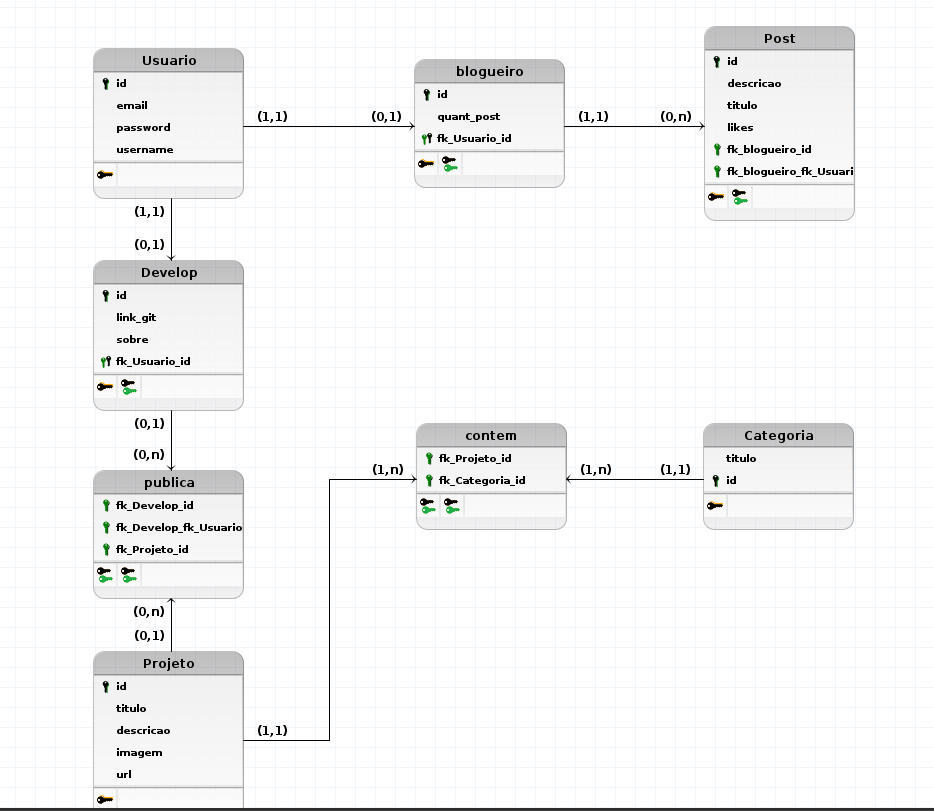 Usuario
id
email
password
username
(1,1)
(0,1)
blogueiro
id
quant_post
fk_Usuario_id
(1,1)
(0,n)
Post
id
descricao
titulo
likes
fk_blogueiro_id
fk_blogueiro_fk_Usuari
(1,1)
(0,1)
Develop
id
link_git
sobre
fk_Usuario_id
(0,1)
(0,n)
publica
fk_Develop_id
fk_Develop_fk_Usuario
fk_Projeto_id
(0,n)
(0,1)
Projeto
id
titulo
descricao
imagem
url
(1,1)
(1,n)
contem
fk_Projeto_id
fk_Categoria_id
(1,n)
(1,1)
Categoria
titulo
id